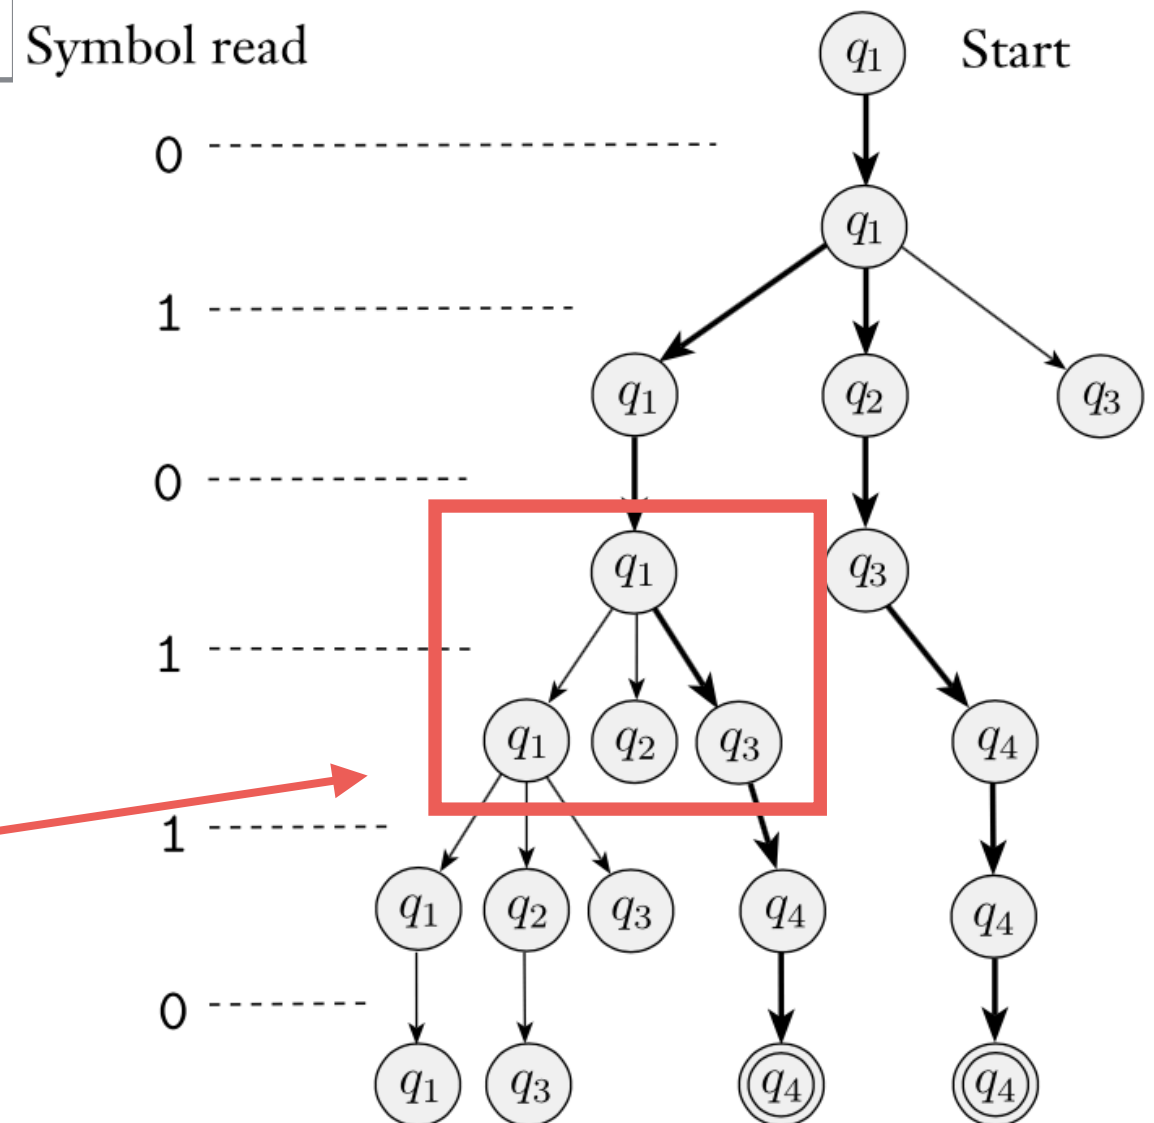 Symbol read q₁ Start
0
q₁
1
q₁ q₂ q₃
0
q₁ q₃
1
q₁ q₂ q₃ q₄
1
q₁ q₂ q₃ q₄ q₄
0
q₁ q₃ q₄ q₄